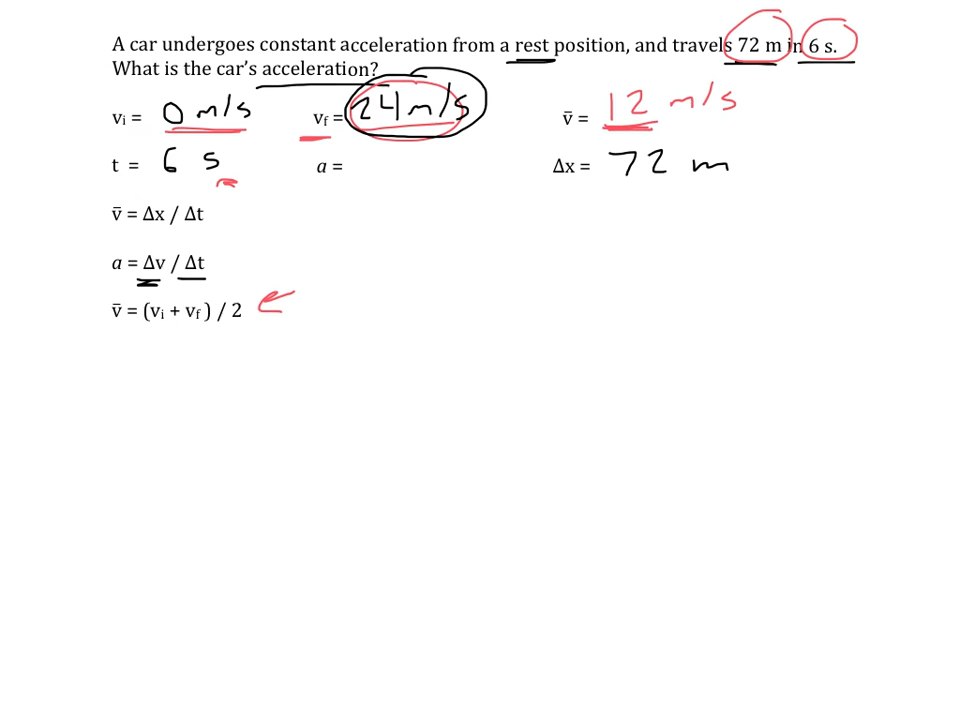 A car undergoes constant acceleration from a rest position, and travels 72 m in 6 s.
What is the car's acceleration?
vᵢ = 0 m/s v_f = 24 m/s v̄ = 12 m/s
t = 6 s a = Δx = 72 m
v̄ = Δx / Δt
a = Δv / Δt
v̄ = (vᵢ + v_f ) / 2